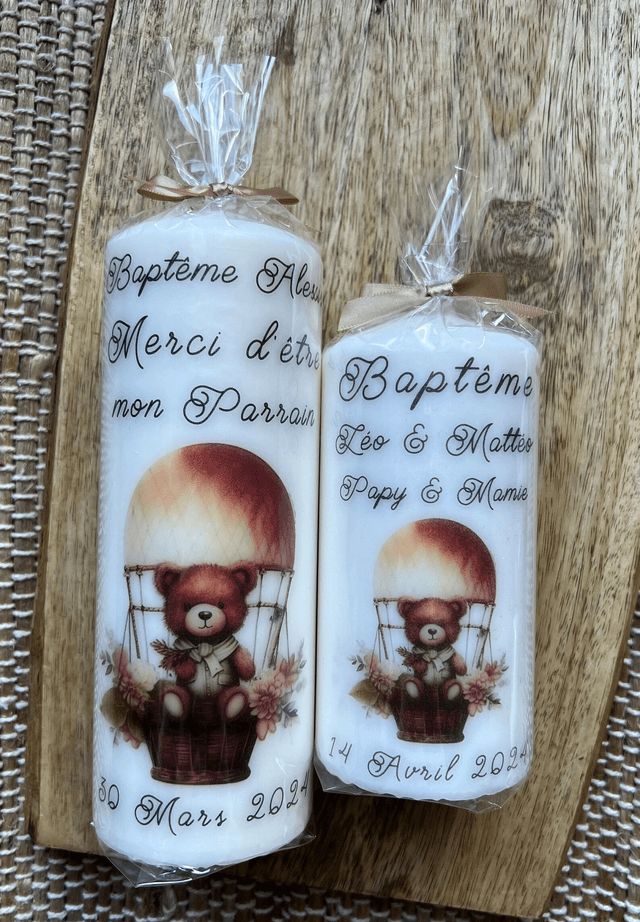 Baptême
Merci d'être
mon Parrain
30 Mars 2024
Baptême
Léo & Mattéo
Papy & Mamie
14 Avril 2024